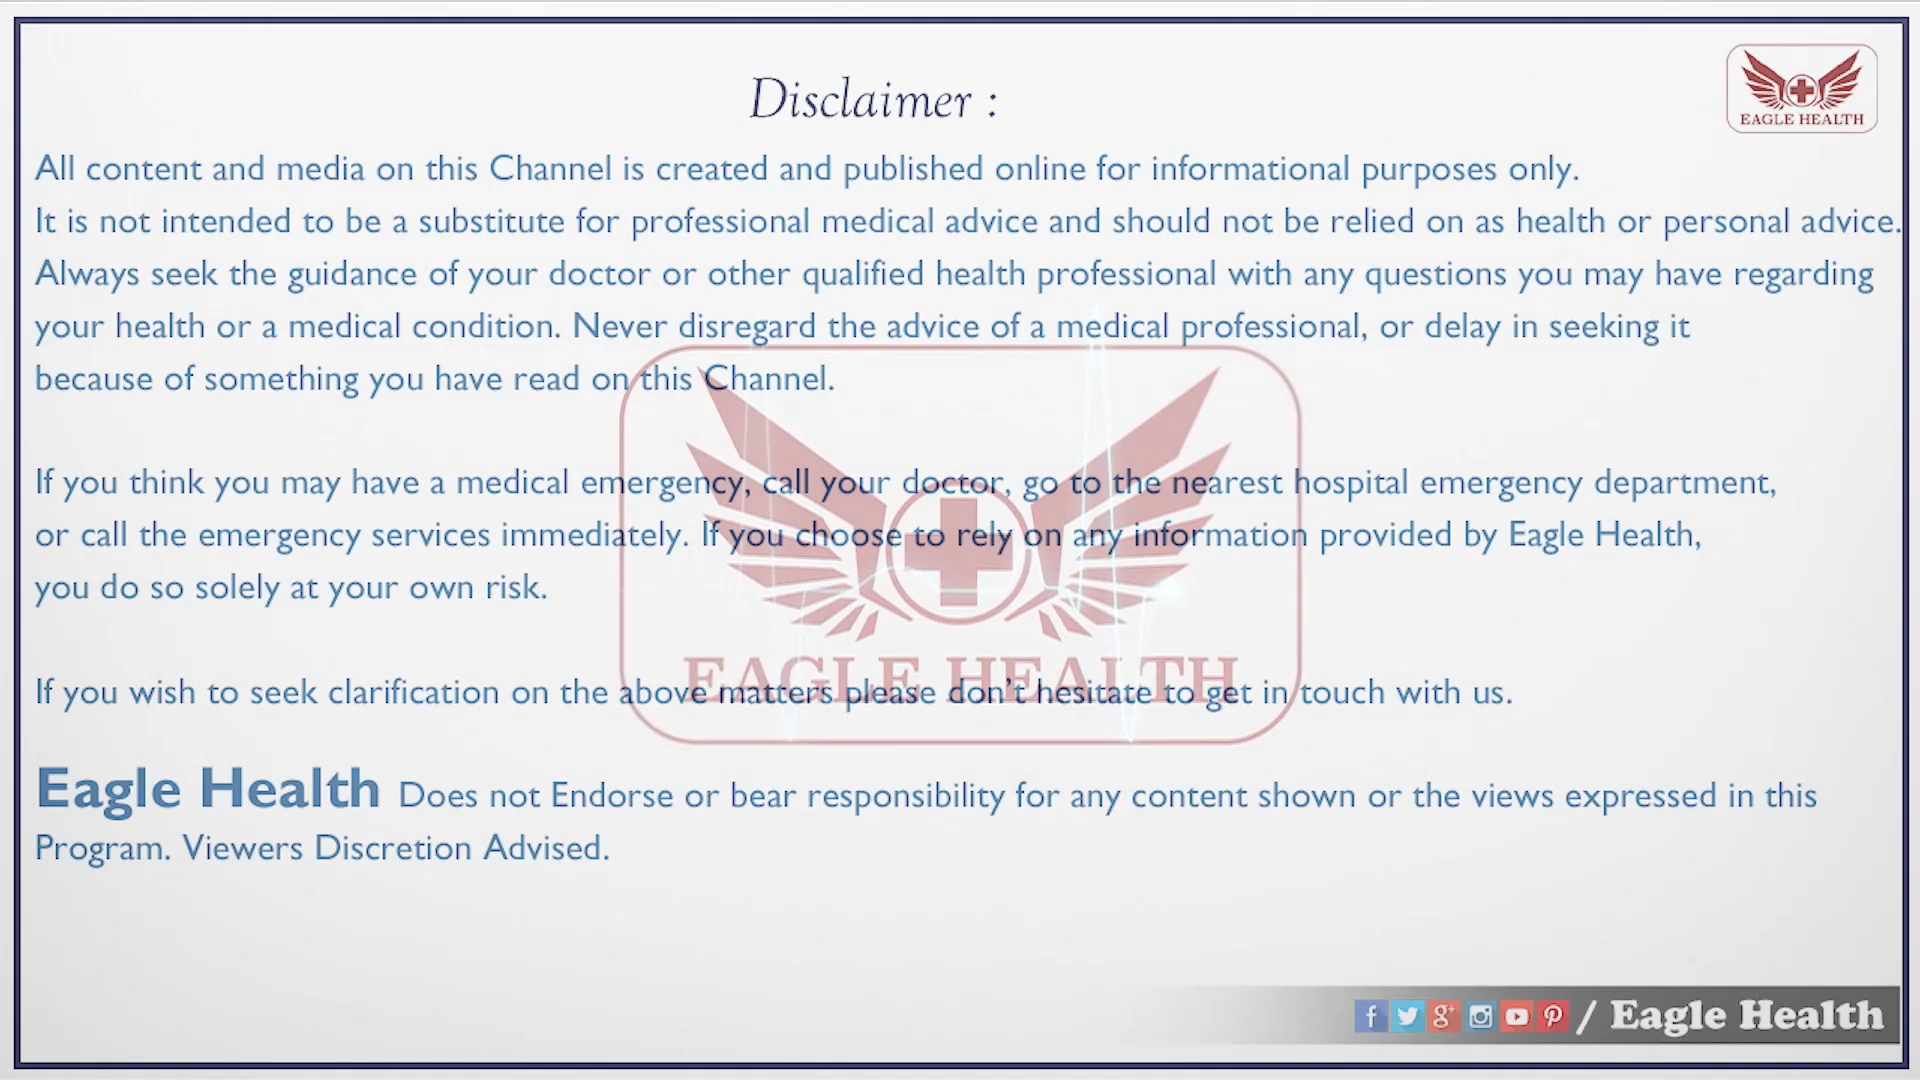 Disclaimer :
EAGLE HEALTH
All content and media on this Channel is created and published online for informational purposes only.
It is not intended to be a substitute for professional medical advice and should not be relied on as health or personal advice.
Always seek the guidance of your doctor or other qualified health professional with any questions you may have regarding
your health or a medical condition. Never disregard the advice of a medical professional, or delay in seeking it
because of something you have read on this Channel.
If you think you may have a medical emergency, call your doctor, go to the nearest hospital emergency department,
or call the emergency services immediately. If you choose to rely on any information provided by Eagle Health,
you do so solely at your own risk.
EAGLE HEALTH
If you wish to seek clarification on the above matters please don't hesitate to get in touch with us.
Eagle Health Does not Endorse or bear responsibility for any content shown or the views expressed in this
Program. Viewers Discretion Advised.
/ Eagle Health